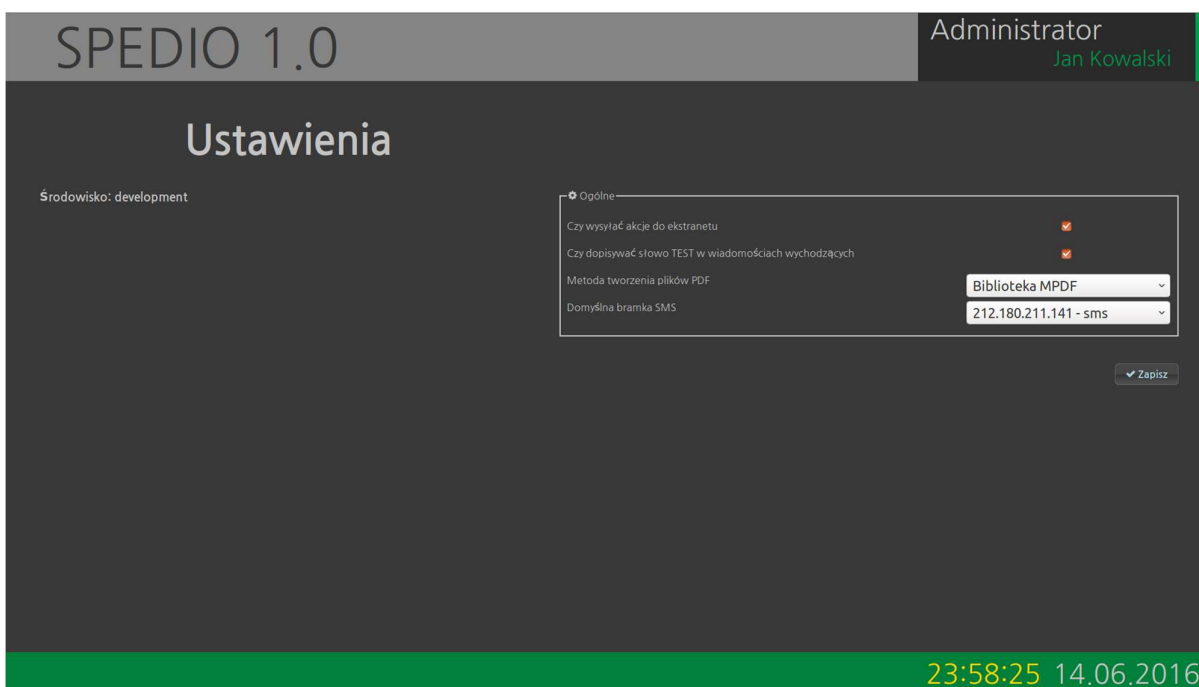 SPEDIO 1.0
Administrator
Jan Kowalski
Ustawienia
Środowisko: development
Ogólne
Czy wysyłać akcje do ekstranetu
Czy dopisywać słowo TEST w wiadomościach wychodzących
Metoda tworzenia plików PDF Biblioteka MPDF
Domyślna bramka SMS 212.180.211.141 - sms
Zapisz
23:58:25 14.06.2016